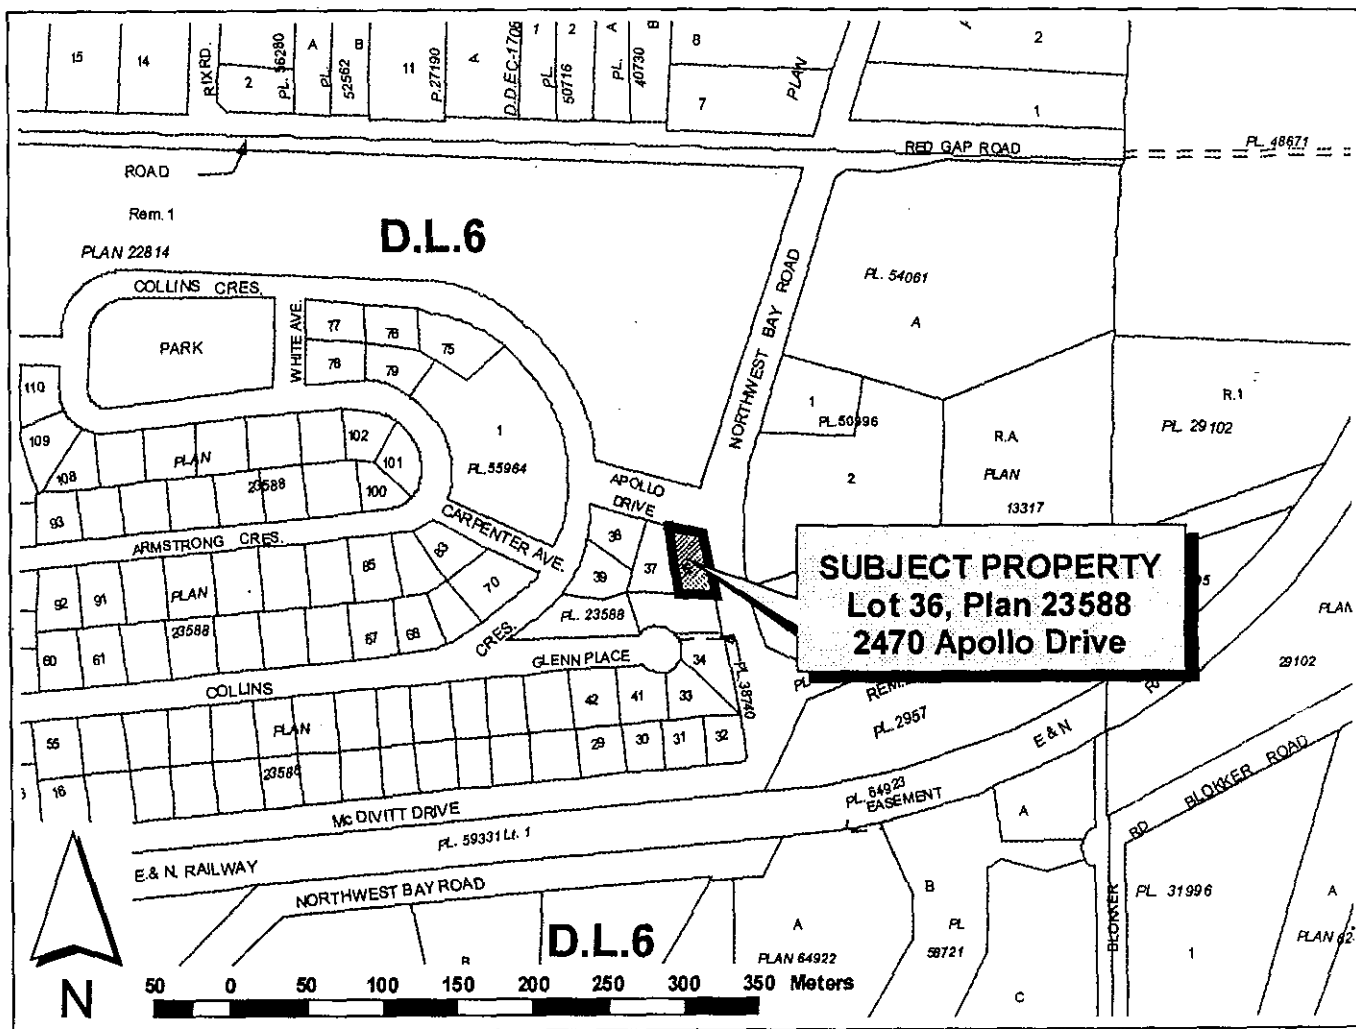 15
14
RIX RD.
2
PL. 56280
A
PL.
B
52562
11
P.27190
A
D.D.E.C-1706
1
PL.
2
50716
A
PL.
B
40730
8
7
PLAN
2
1
RED GAP ROAD
PL. 48671
ROAD
Rem. 1
PLAN 22814
D.L.6
COLLINS CRES.
PARK
WHITE AVE.
77
76
75
78
79
1
PL.55964
NORTHWEST BAY ROAD
PL. 54061
A
1
PL.50996
2
R.A.
PLAN
13317
R.1
PL. 29102
110
109
108
PLAN
23588
102
101
100
93
ARMSTRONG CRES.
CARPENTER AVE.
APOLLO
DRIVE
38
37
39
SUBJECT PROPERTY
Lot 36, Plan 23588
2470 Apollo Drive
92
91
PLAN
23588
85
83
70
60
61
67
68
CRES.
PL. 23588
GLENN PLACE
COLLINS
34
PL. 38740
42
41
33
29
30
31
32
55
16
PLAN
23588
REM.
PL. 2957
E & N
PLAN
29102
Mc DIVITT DRIVE
PL. 59331 Lt. 1
PL. 64923
EASEMENT
E.& N. RAILWAY
NORTHWEST BAY ROAD
A
RD
BLOKKER ROAD
BLOKKER
PL. 31996
1
A
B
PL
58721
C
D.L.6
B
A
PLAN 64922
N
50 0 50 100 150 200 250 300 350 Meters